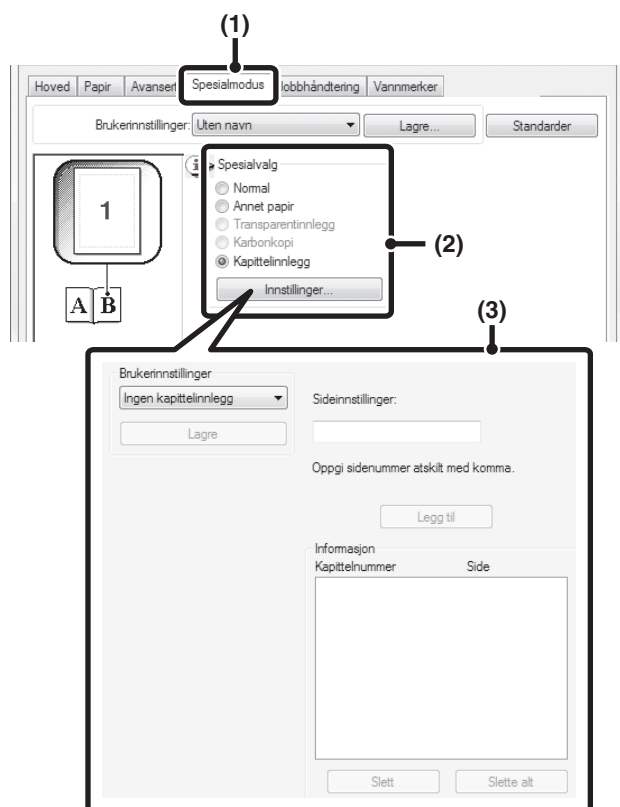 (1)
Hoved Papir Avansert Spesialmodus Jobbhåndtering Vannmerker
Brukerinnstillinger: Uten navn Lagre... Standarder
Spesialvalg
Normal
Annet papir
Transparentinnlegg
Karbonkopi
Kapittelinnlegg
Innstillinger...
1
A B
(2)
(3)
Brukerinnstillinger
Ingen kapittelinnlegg
Lagre
Sideinnstillinger:
Oppgi sidenummer atskilt med komma.
Legg til
Informasjon
Kapittelnummer Side
Slett Slette alt